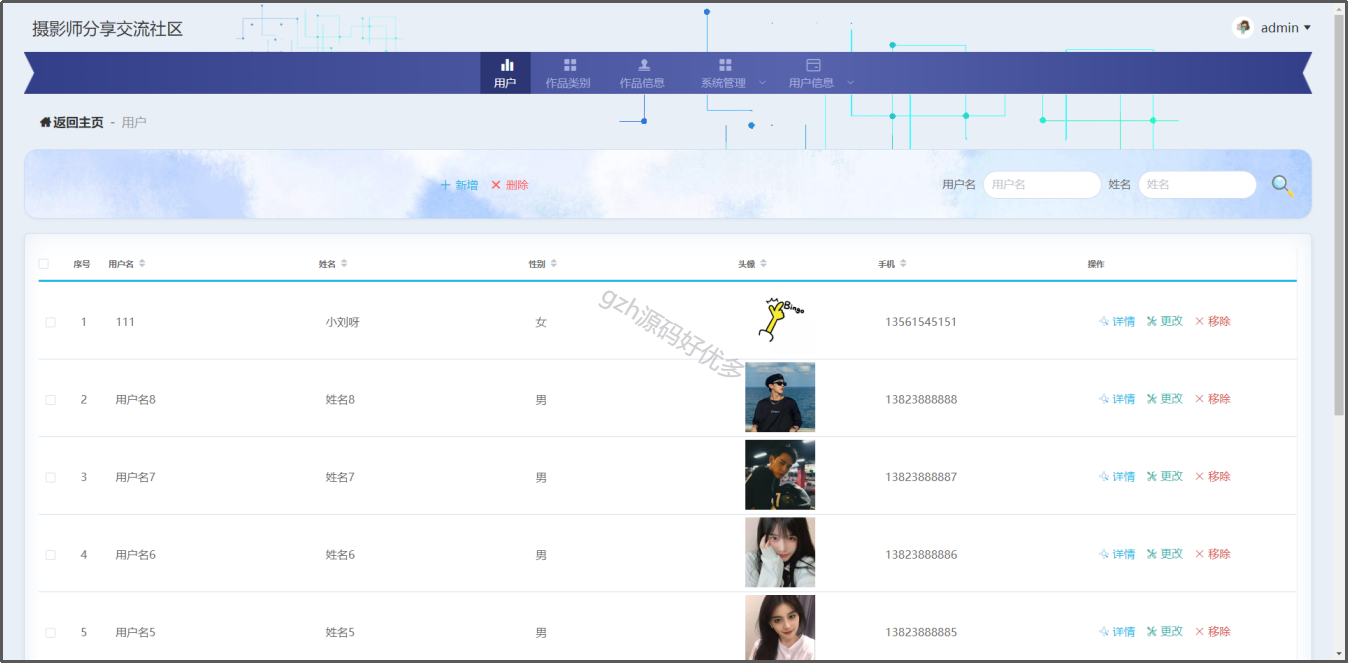 摄影师分享交流社区
admin
用户 作品类别 作品信息 系统管理 用户信息
返回主页 - 用户
新增 删除 用户名 用户名 姓名 姓名
序号 用户名 姓名 性别 头像 手机 操作
1 111 小刘呀 女 Bingo 13561545151 详情 更改 移除
gzh源码好优多
2 用户名8 姓名8 男 13823888888 详情 更改 移除
3 用户名7 姓名7 男 13823888887 详情 更改 移除
4 用户名6 姓名6 男 13823888886 详情 更改 移除
5 用户名5 姓名5 男 13823888885 详情 更改 移除